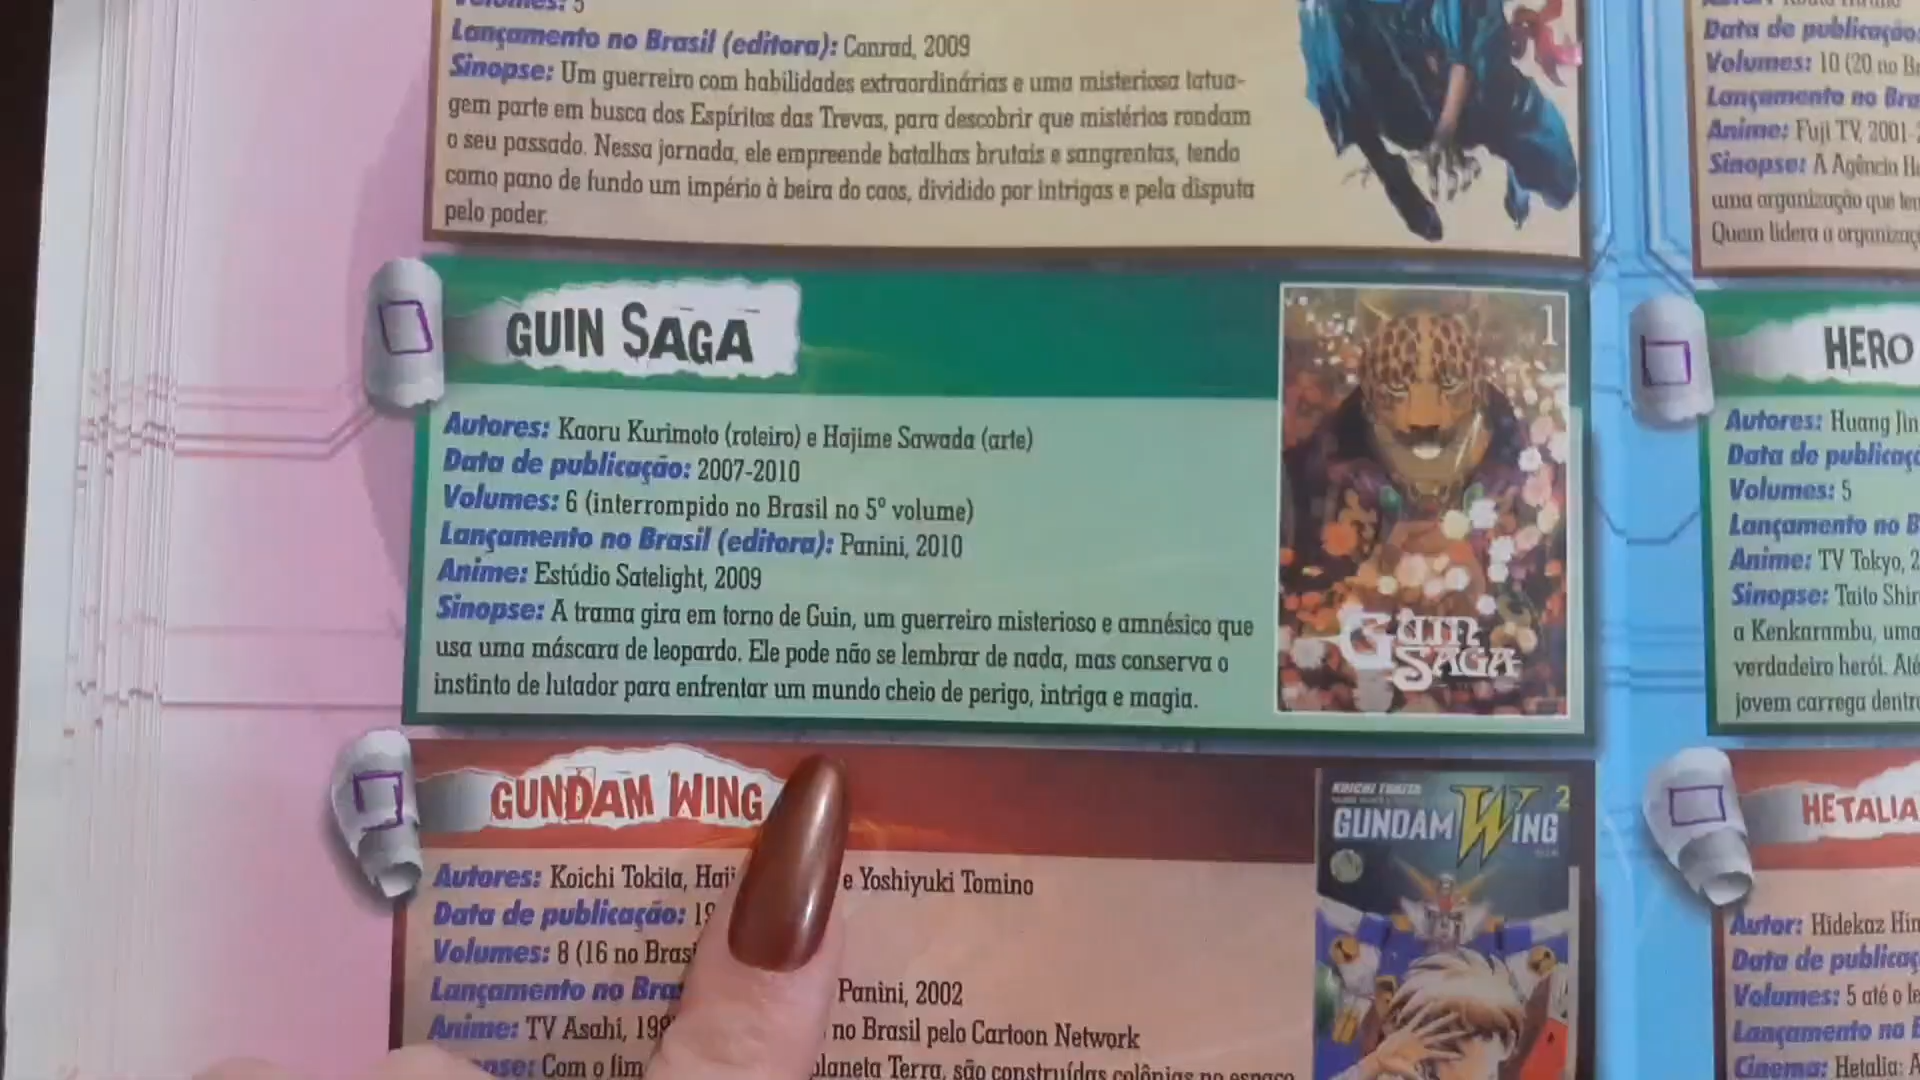 Volumes: 5
Lançamento no Brasil (editora): Conrad, 2009
Sinopse: Um guerreiro com habilidades extraordinárias e uma misteriosa tatua-
gem parte em busca dos Espíritos das Trevas, para descobrir que mistérios rondam
o seu passado. Nessa jornada, ele empreende batalhas brutais e sangrentas, tendo
como pano de fundo um império à beira do caos, dividido por intrigas e pela disputa
pelo poder.
GUIN SAGA
Autores: Kaoru Kurimoto (roteiro) e Hajime Sawada (arte)
Data de publicação: 2007-2010
Volumes: 6 (interrompido no Brasil no 5º volume)
Lançamento no Brasil (editora): Panini, 2010
Anime: Estúdio Satelight, 2009
Sinopse: A trama gira em torno de Guin, um guerreiro misterioso e amnésico que
usa uma máscara de leopardo. Ele pode não se lembrar de nada, mas conserva o
instinto de lutador para enfrentar um mundo cheio de perigo, intriga e magia.
1
GUIN
SAGA
GUNDAM WING
Autores: Koichi Tokita, e Yoshiyuki Tomino
Data de publicação:
Volumes: 8 (16 no
Lançamento no Panini, 2002
Anime: TV Asahi, no Brasil pelo Cartoon Network
Com o fim planeta Terra, são construídas colônias no espaço
KOICHI TOKITA
2
GUNDAM WING
Data de publicação:
Volumes: 10 (20 no
Lançamento no
Anime: Fuji TV, 2001
Sinopse: A Agência
uma organização que
Quem lidera a
HERO
Autores: Huang
Data de
Volumes: 5
Lançamento no
Anime: TV Tokyo,
Sinopse: Taito
a Kenkarambu, uma
verdadeiro herói.
jovem carrega
HETALIA
Autor: Hidekaz
Data de
Volumes: 5 até o
Lançamento no
Cinema: Hetalia: